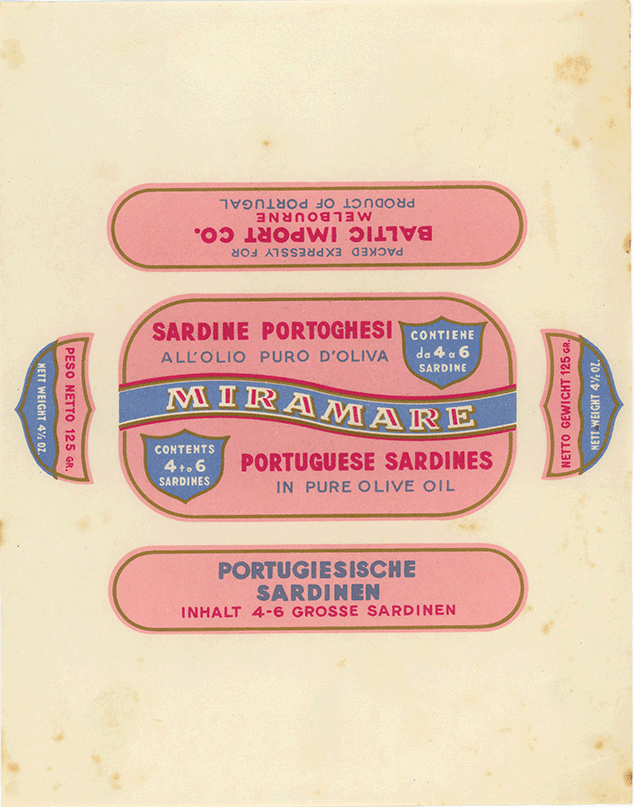 PACKED EXPRESSLY FOR
BALTIC IMPORT CO.
MELBOURNE
PRODUCT OF PORTUGAL
SARDINE PORTOGHESI
ALL'OLIO PURO D'OLIVA
CONTIENE
da 4 a 6
SARDINE
MIRAMARE
CONTENTS
4 to 6
SARDINES
PORTUGUESE SARDINES
IN PURE OLIVE OIL
PESO NETTO 125 GR.
NETT WEIGHT 4½ OZ.
NETTO GEWICHT 125 GR.
NETT WEIGHT 4½ OZ.
PORTUGIESISCHE
SARDINEN
INHALT 4-6 GROSSE SARDINEN